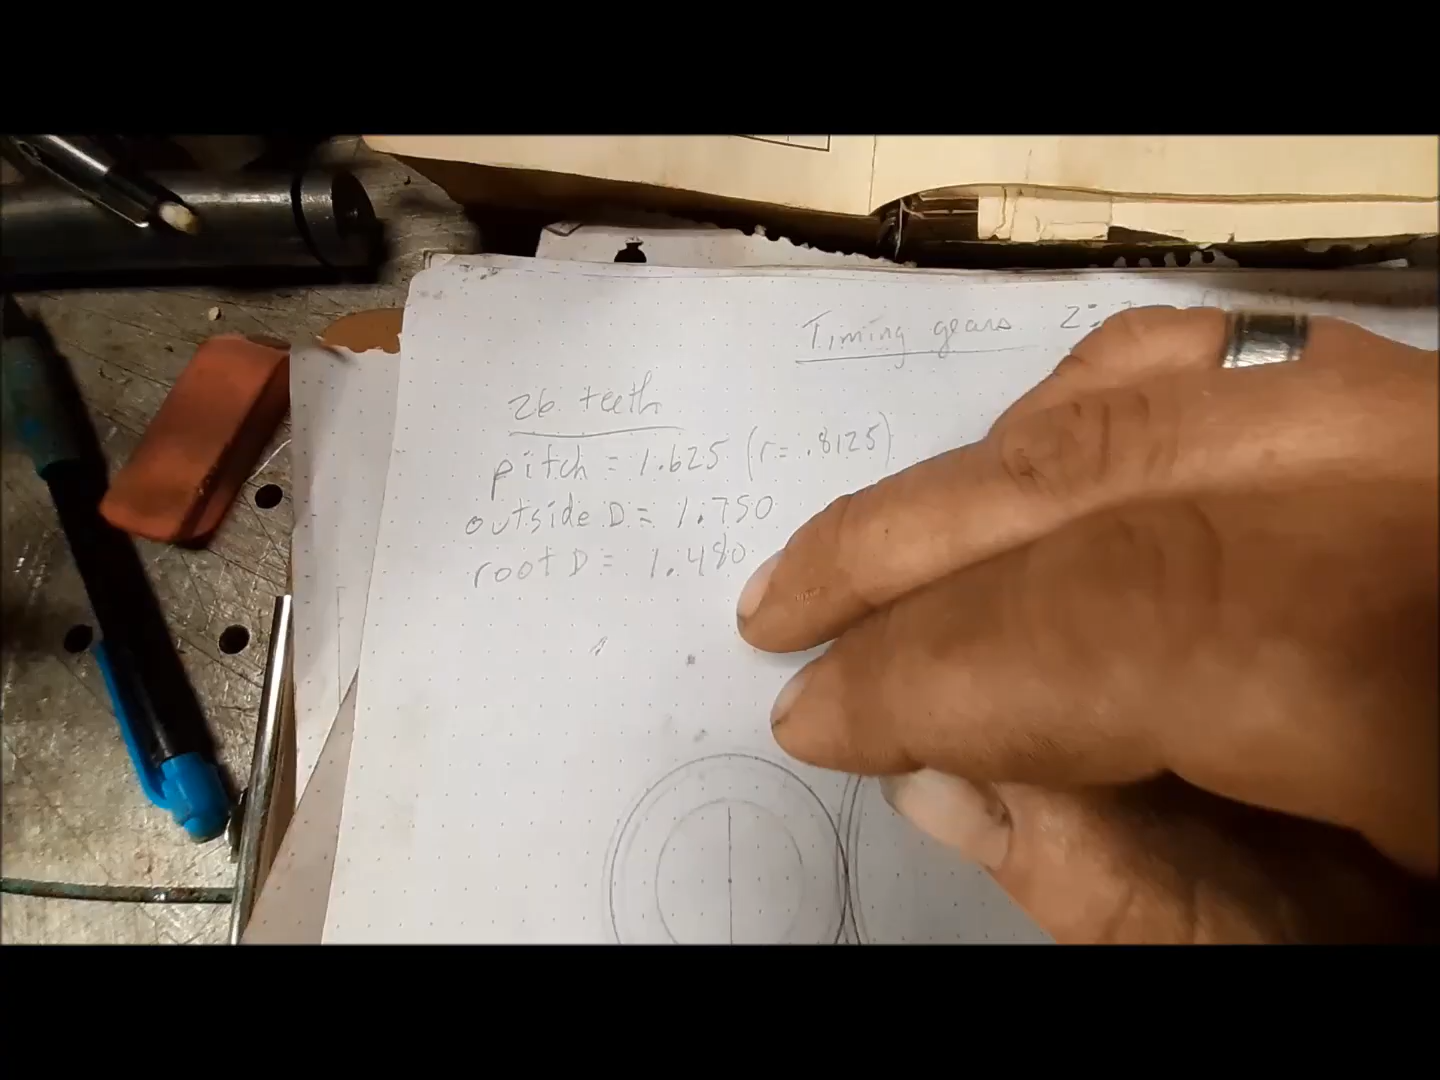 Timing gears
26 teeth
pitch = 1.625 (r= .8125)
outside D = 1.750
root D = 1.480